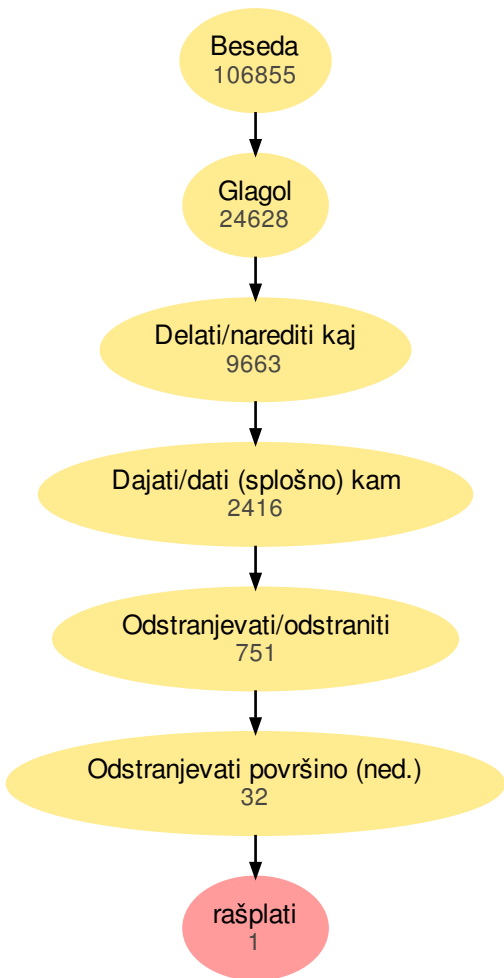 Beseda
106855
Glagol
24628
Delati/narediti kaj
9663
Dajati/dati (splošno) kam
2416
Odstranjevati/odstraniti
751
Odstranjevati površino (ned.)
32
rašplati
1